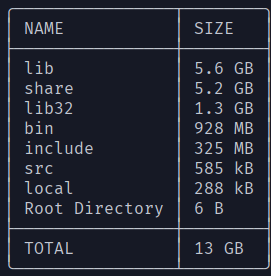 NAME SIZE
lib 5.6 GB
share 5.2 GB
lib32 1.3 GB
bin 928 MB
include 325 MB
src 585 kB
local 288 kB
Root Directory 6 B
TOTAL 13 GB